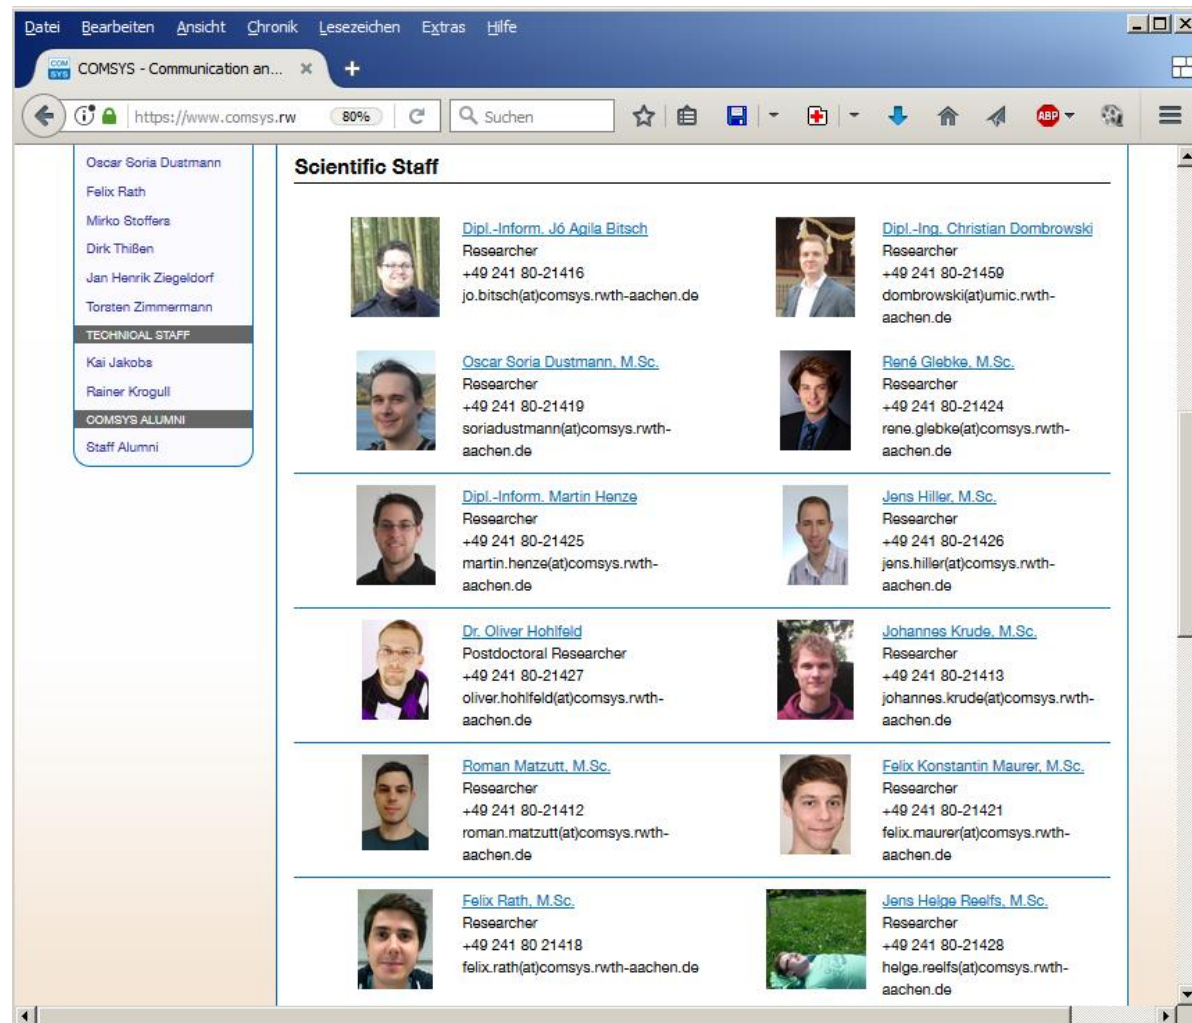 Datei Bearbeiten Ansicht Chronik Lesezeichen Extras Hilfe
COM SYS COMSYS - Communication an...
https://www.comsys.rw 80% Suchen ABP
Oscar Soria Dustmann
Felix Rath
Mirko Stoffers
Dirk Thißen
Jan Henrik Ziegeldorf
Torsten Zimmermann
TECHNICAL STAFF
Kai Jakobs
Rainer Krogull
COMSYS ALUMNI
Staff Alumni
Scientific Staff
Dipl.-Inform. Jó Agila Bitsch
Researcher
+49 241 80-21416
jo.bitsch(at)comsys.rwth-aachen.de
Dipl.-Ing. Christian Dombrowski
Researcher
+49 241 80-21459
dombrowski(at)umic.rwth-
aachen.de
Oscar Soria Dustmann, M.Sc.
Researcher
+49 241 80-21419
soriadustmann(at)comsys.rwth-
aachen.de
René Glebke, M.Sc.
Researcher
+49 241 80-21424
rene.glebke(at)comsys.rwth-
aachen.de
Dipl.-Inform. Martin Henze
Researcher
+49 241 80-21425
martin.henze(at)comsys.rwth-
aachen.de
Jens Hiller, M.Sc.
Researcher
+49 241 80-21426
jens.hiller(at)comsys.rwth-
aachen.de
Dr. Oliver Hohlfeld
Postdoctoral Researcher
+49 241 80-21427
oliver.hohlfeld(at)comsys.rwth-
aachen.de
Johannes Krude, M.Sc.
Researcher
+49 241 80-21413
johannes.krude(at)comsys.rwth-
aachen.de
Roman Matzutt, M.Sc.
Researcher
+49 241 80-21412
roman.matzutt(at)comsys.rwth-
aachen.de
Felix Konstantin Maurer, M.Sc.
Researcher
+49 241 80-21421
felix.maurer(at)comsys.rwth-
aachen.de
Felix Rath, M.Sc.
Researcher
+49 241 80 21418
felix.rath(at)comsys.rwth-aachen.de
Jens Helge Reelfs, M.Sc.
Researcher
+49 241 80-21428
helge.reelfs(at)comsys.rwth-
aachen.de